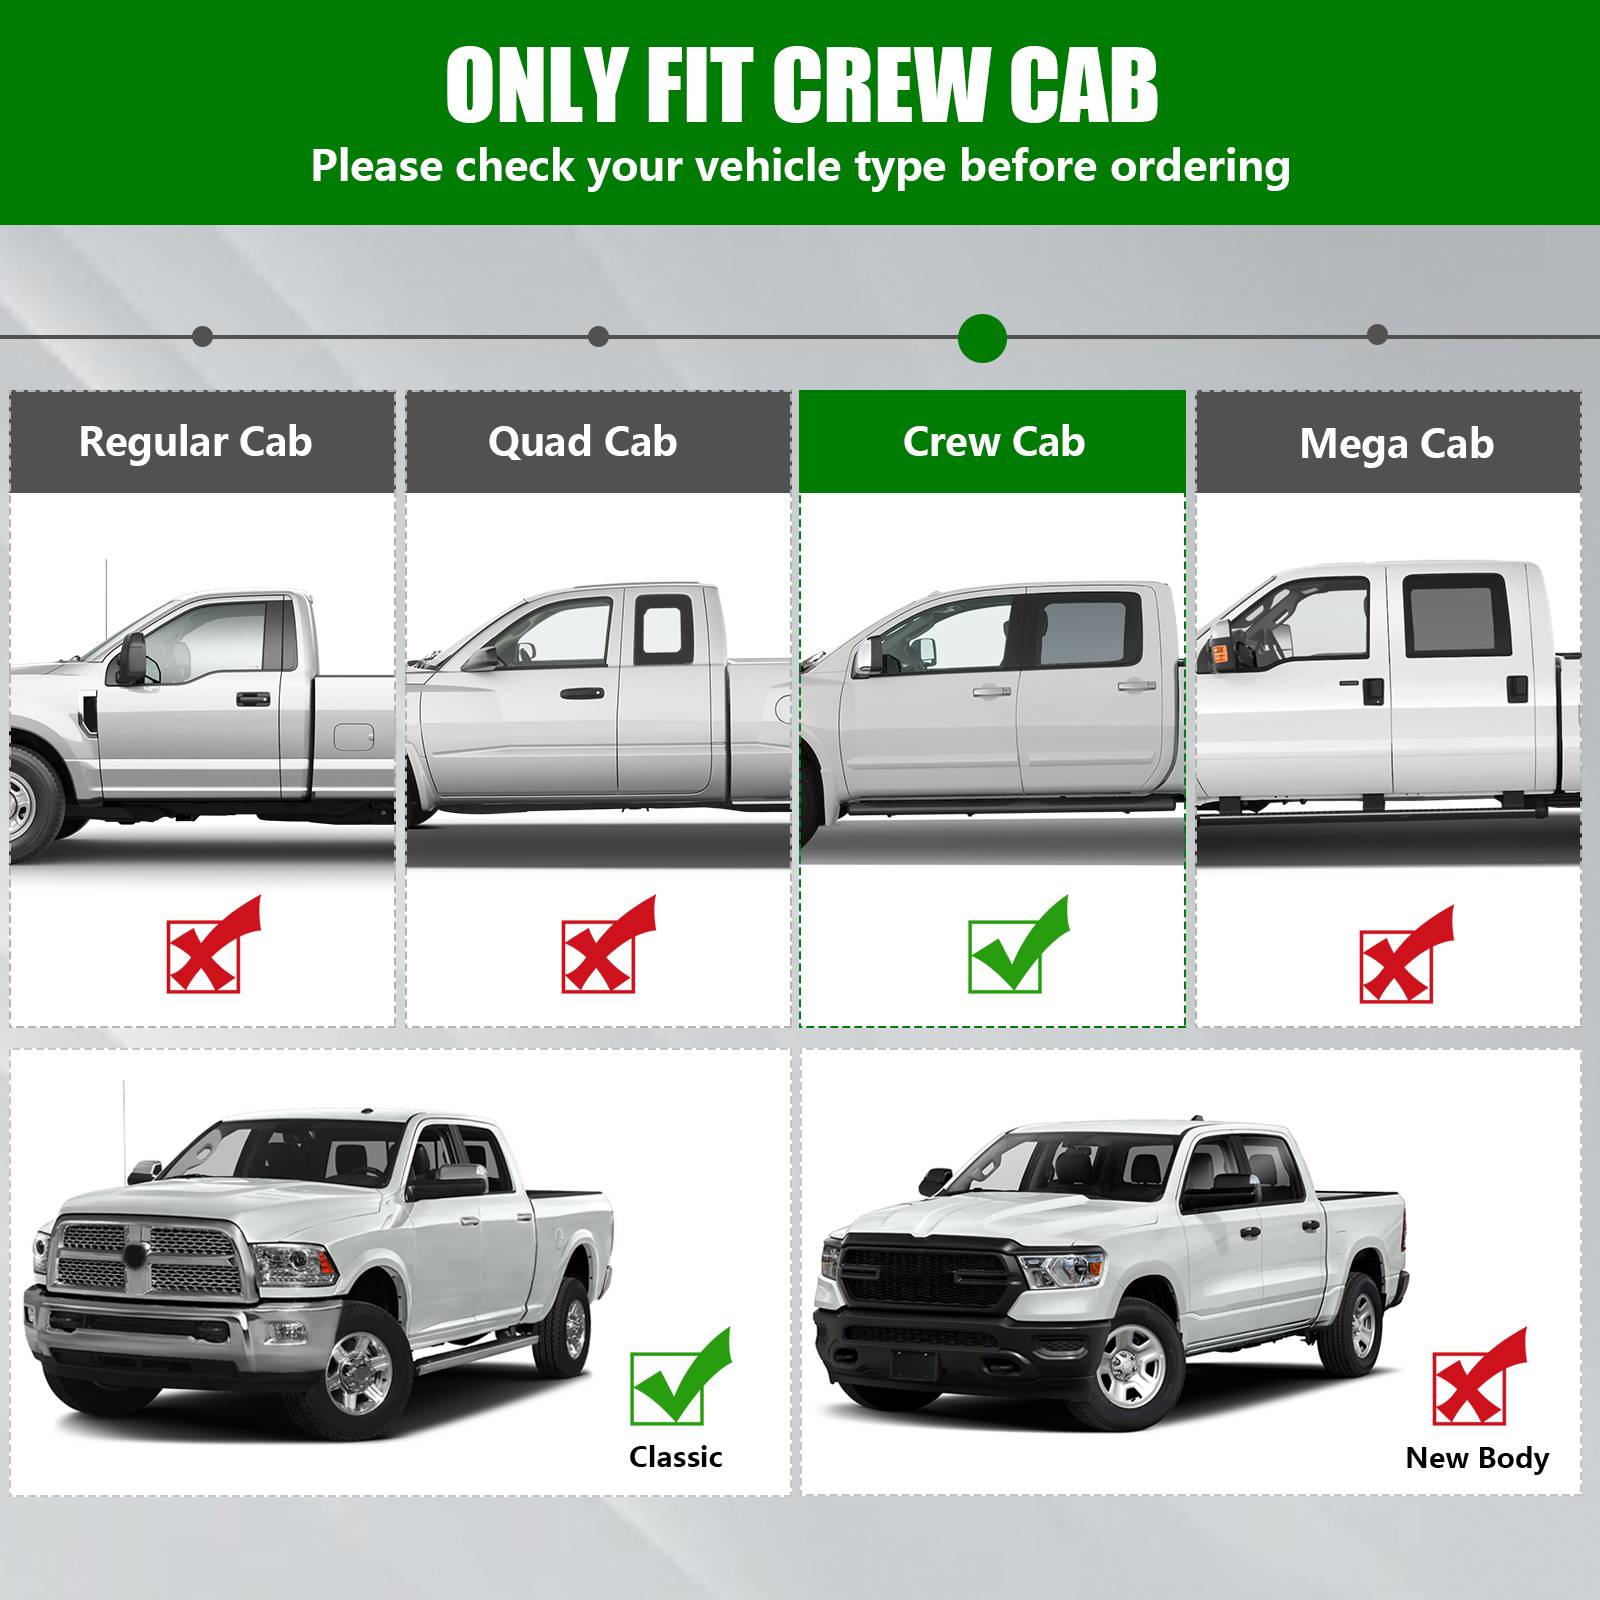 ONLY FIT CREW CAB
Please check your vehicle type before ordering
Regular Cab
Quad Cab
Crew Cab
Mega Cab
Classic
New Body